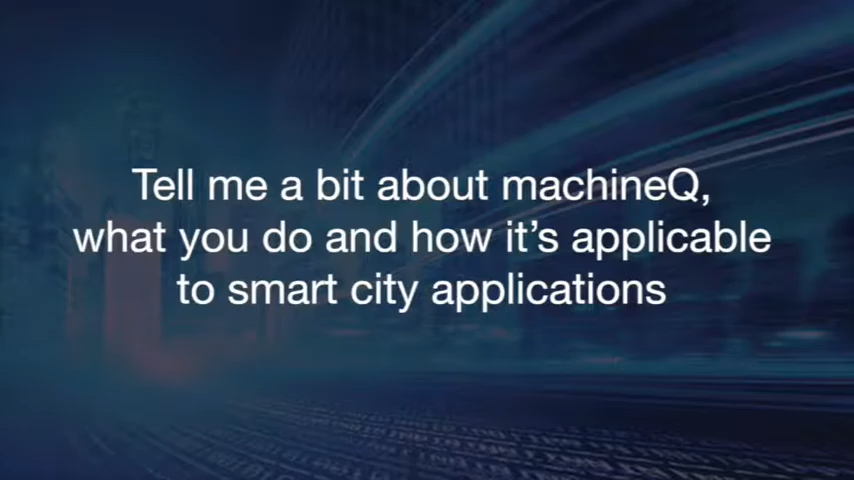 Tell me a bit about machineQ,
what you do and how it’s applicable
to smart city applications